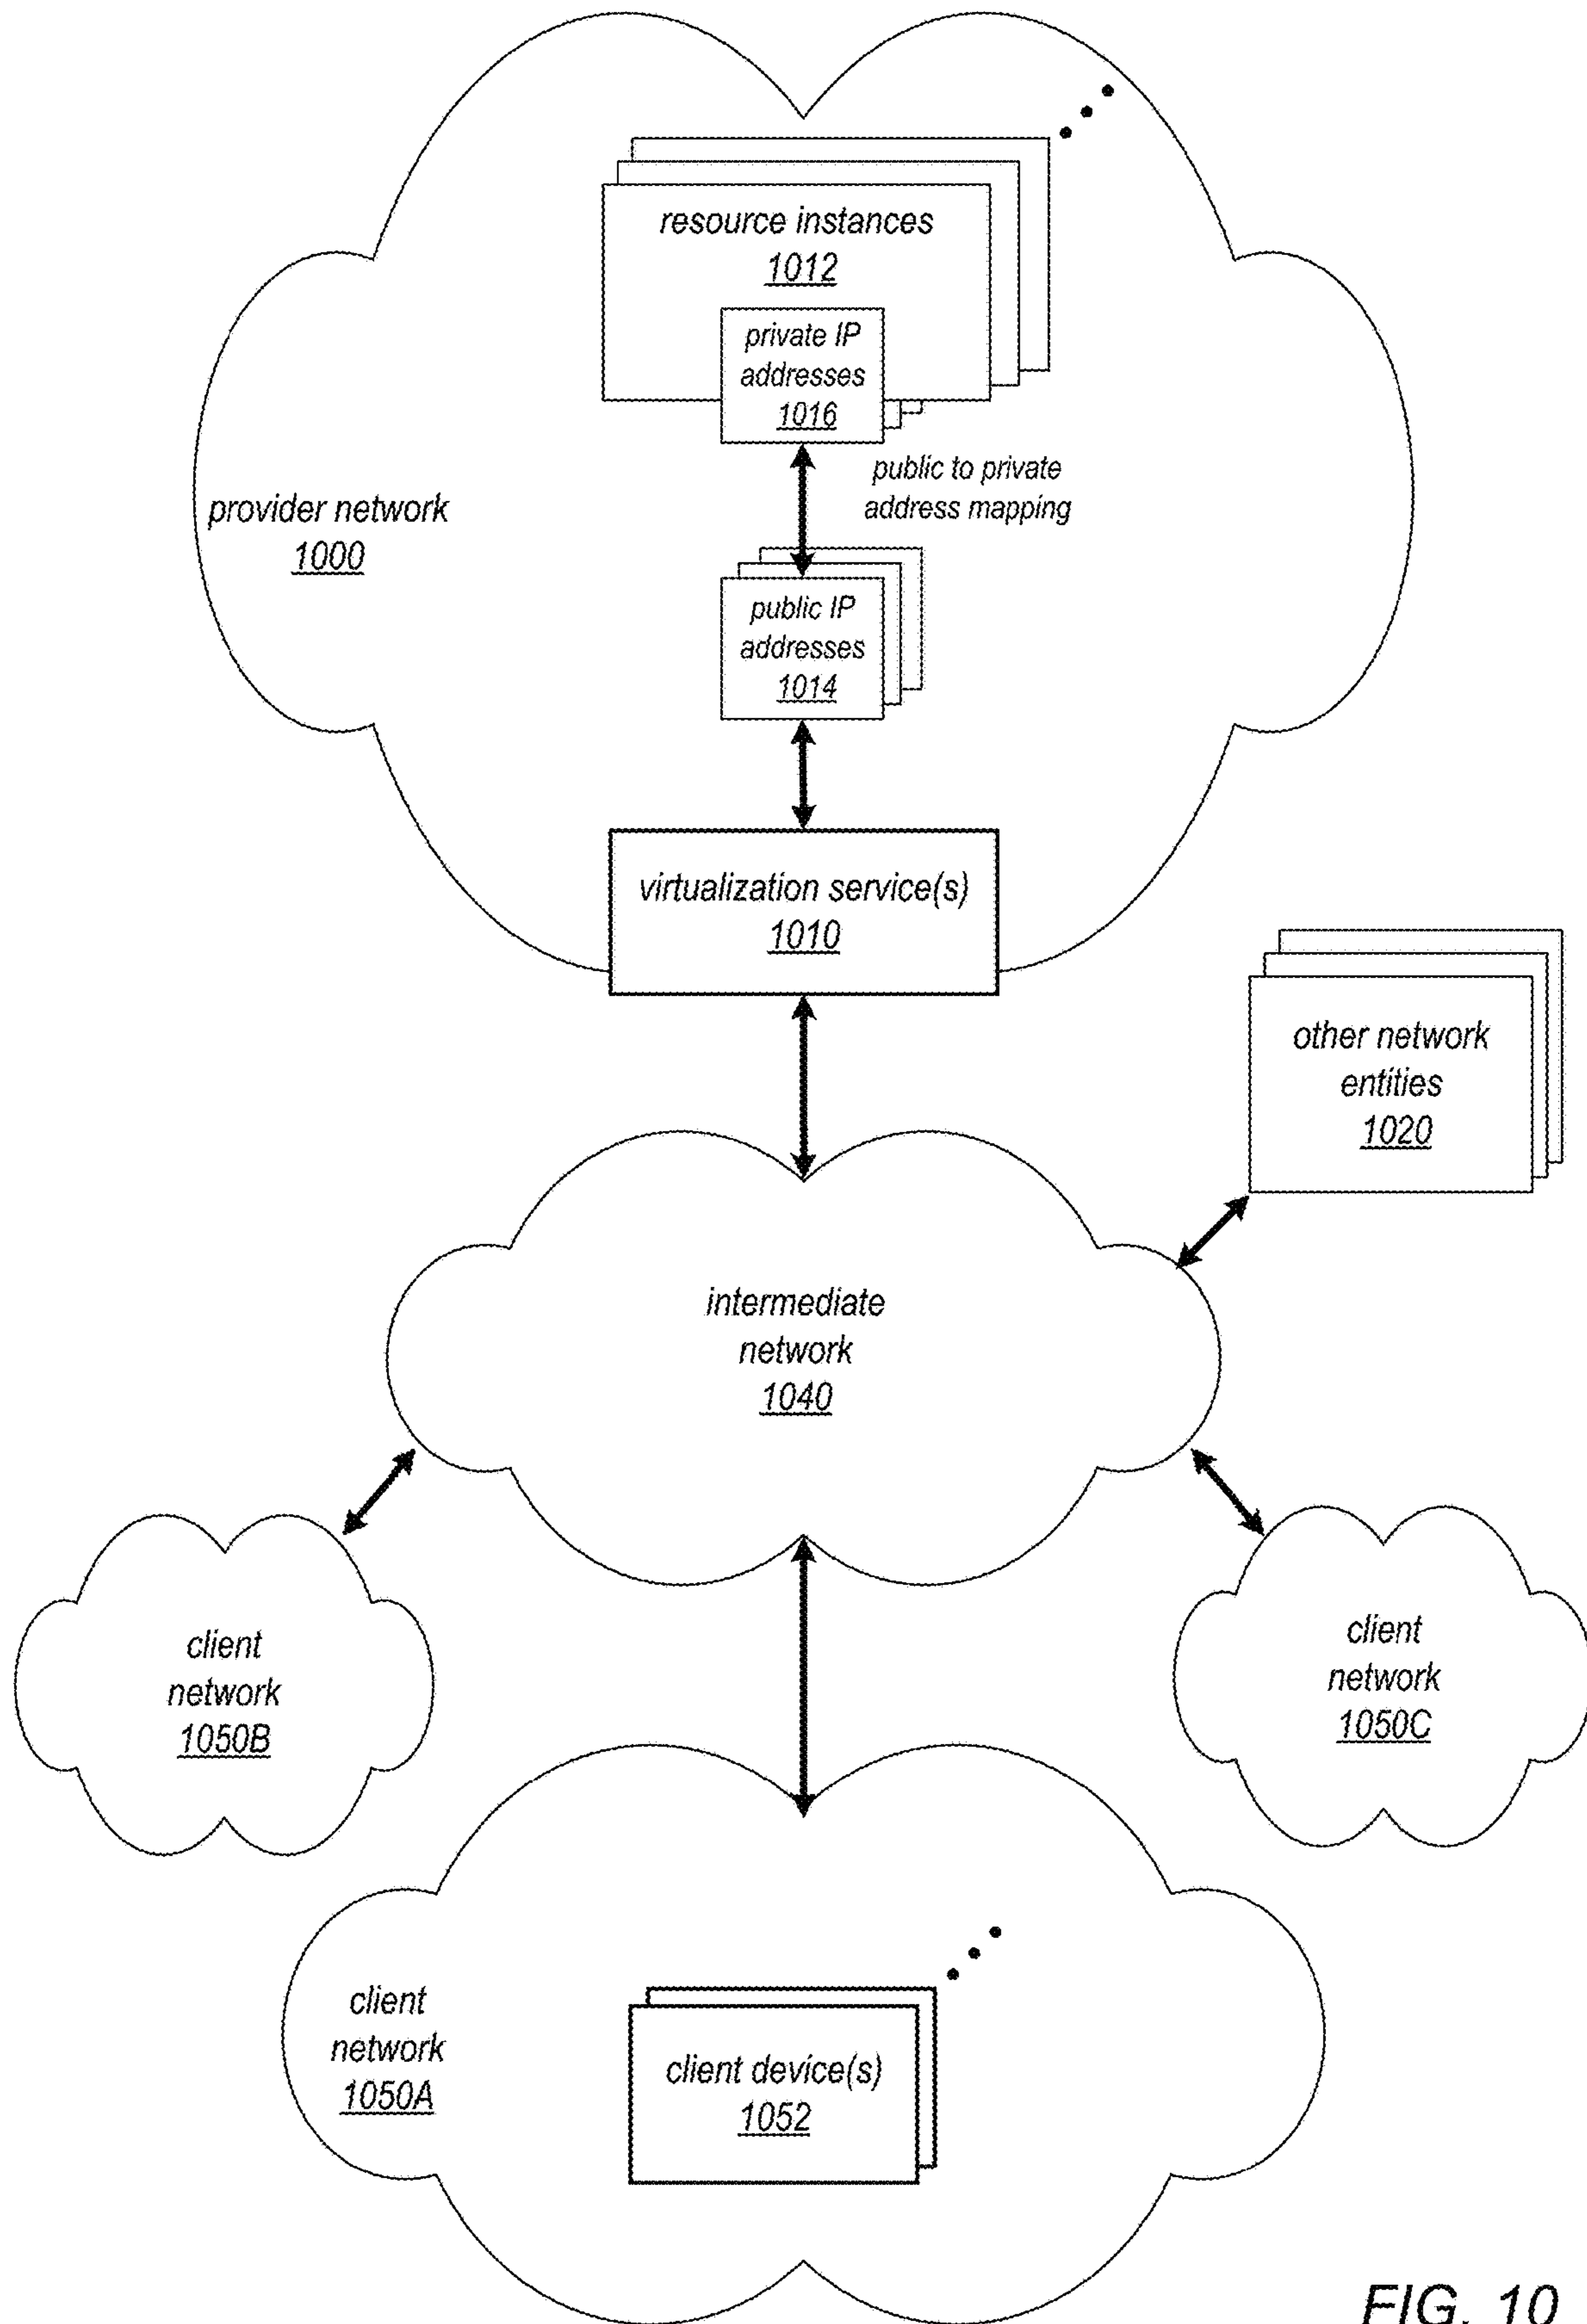 resource instances
1012
private IP
addresses
1016
public to private
address mapping
provider network
1000
public IP
addresses
1014
virtualization service(s)
1010
other network
entities
1020
intermediate
network
1040
client
network
1050B
client
network
1050C
client
network
1050A
client device(s)
1052
FIG. 10